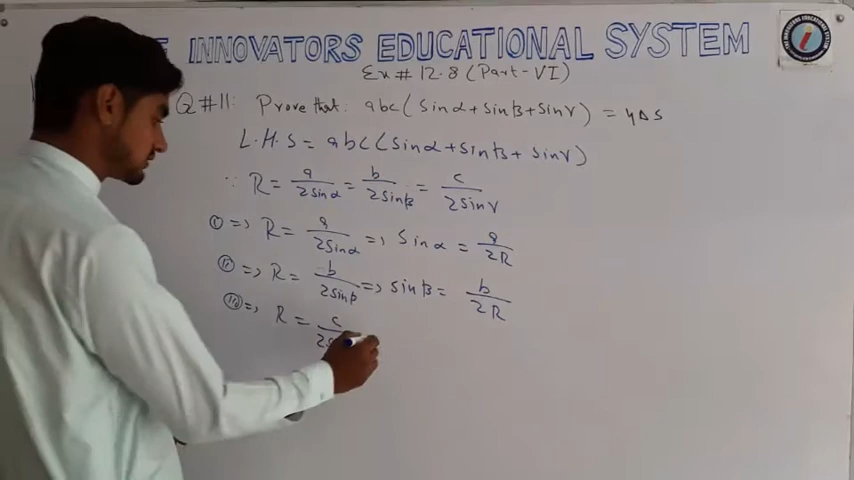 E INNOVATORS EDUCATIONAL SYSTEM
Ex # 12.8 (Part - VI)
Q #11: Prove that: abc (Sinα + Sinβ + Sinγ) = 4Δs
L.H.S = abc (Sinα + Sinβ + Sinγ)
∵ R = a/2Sinα = b/2Sinβ = c/2Sinγ
① => R = a/2Sinα => Sinα = a/2R
② => R = b/2Sinβ => Sinβ = b/2R
③ => R = c/2S